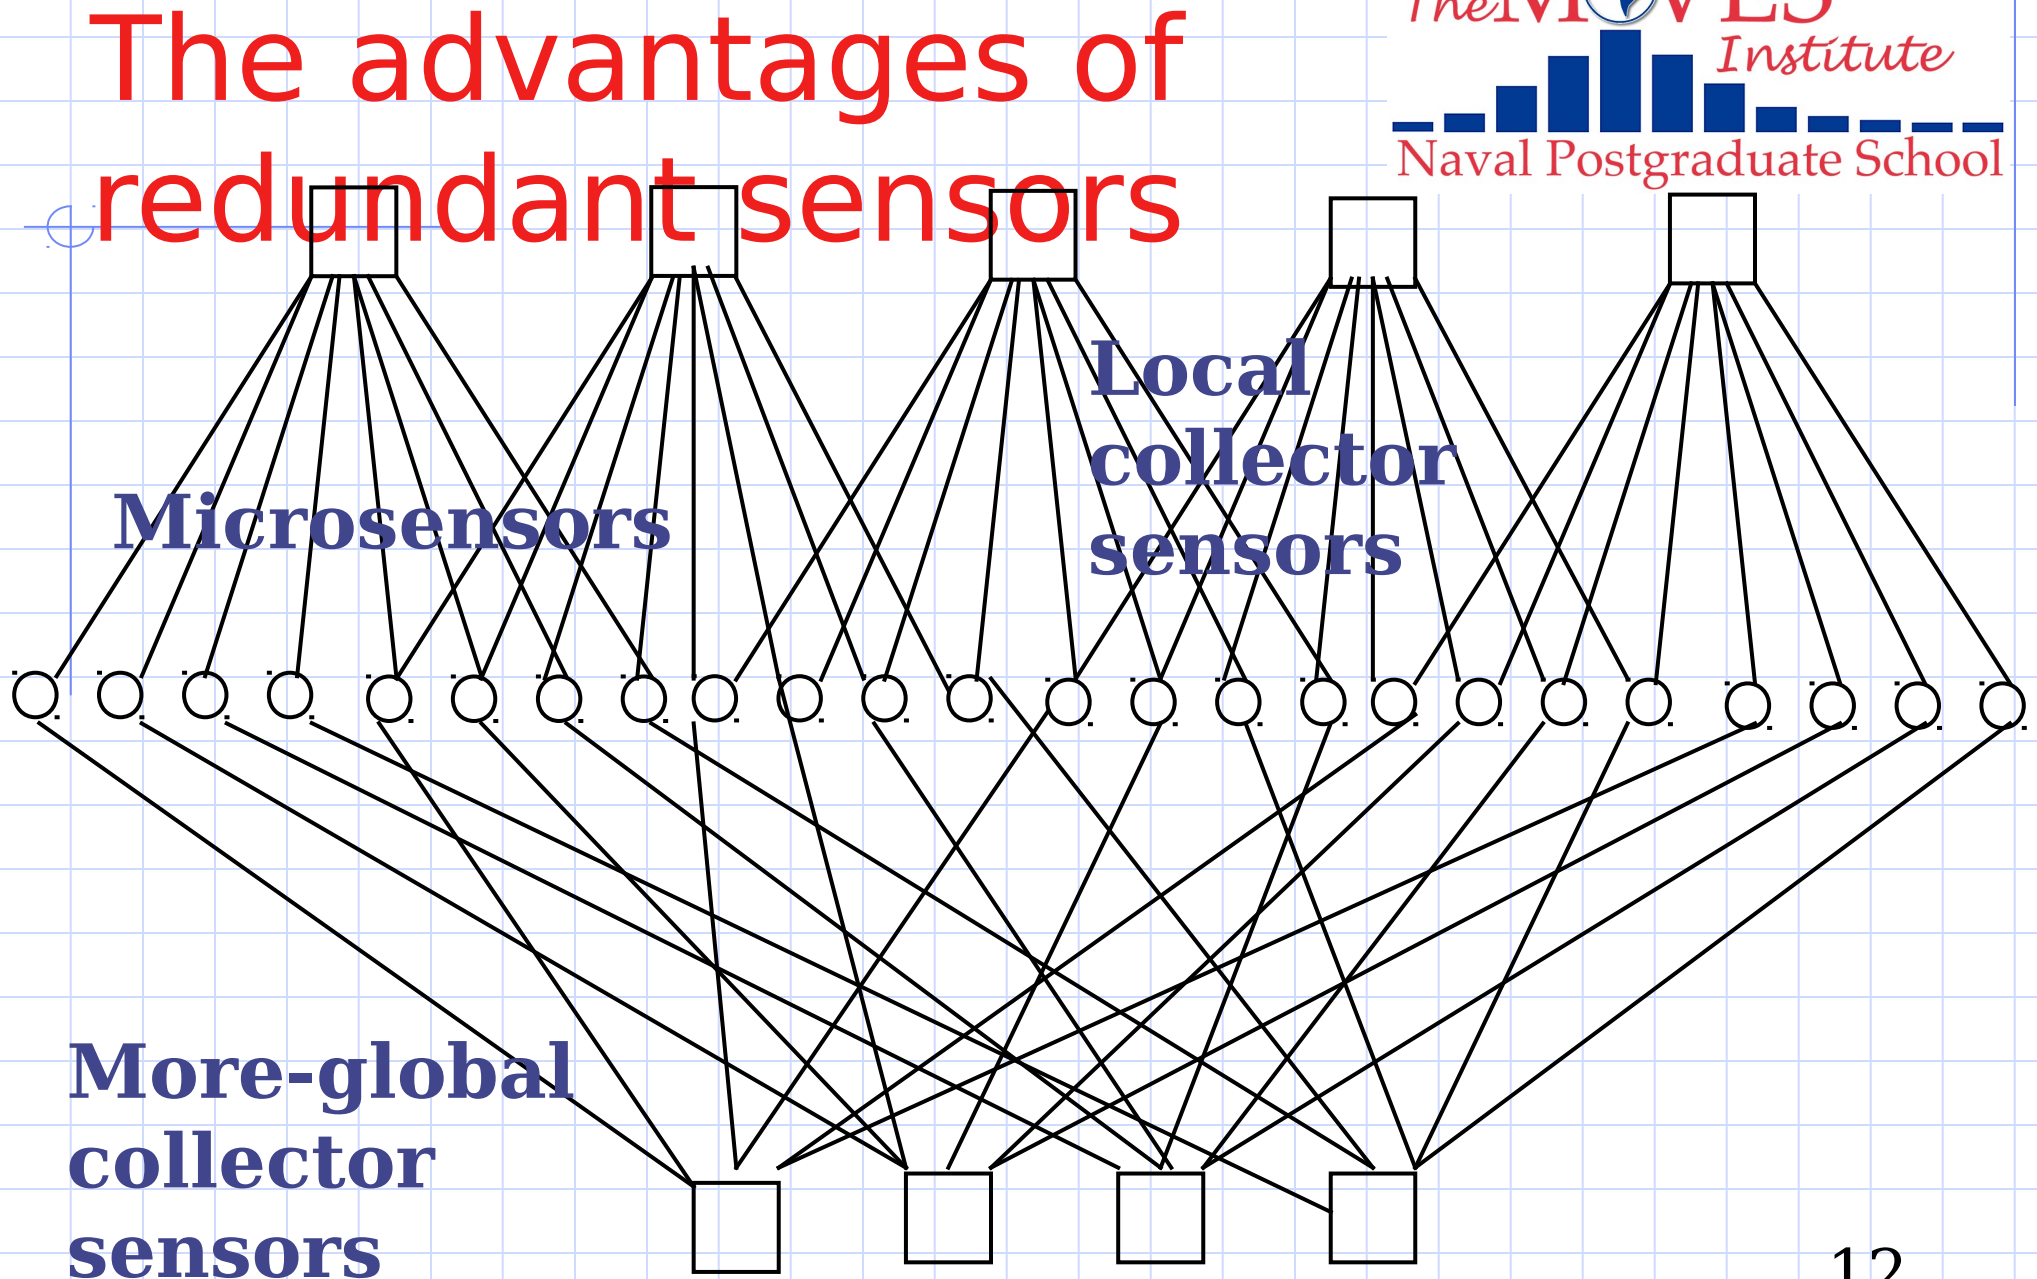 The advantages of
redundant sensors
The MOVES
Institute
Naval Postgraduate School
Local
collector
sensors
Microsensors
More-global
collector
sensors
12